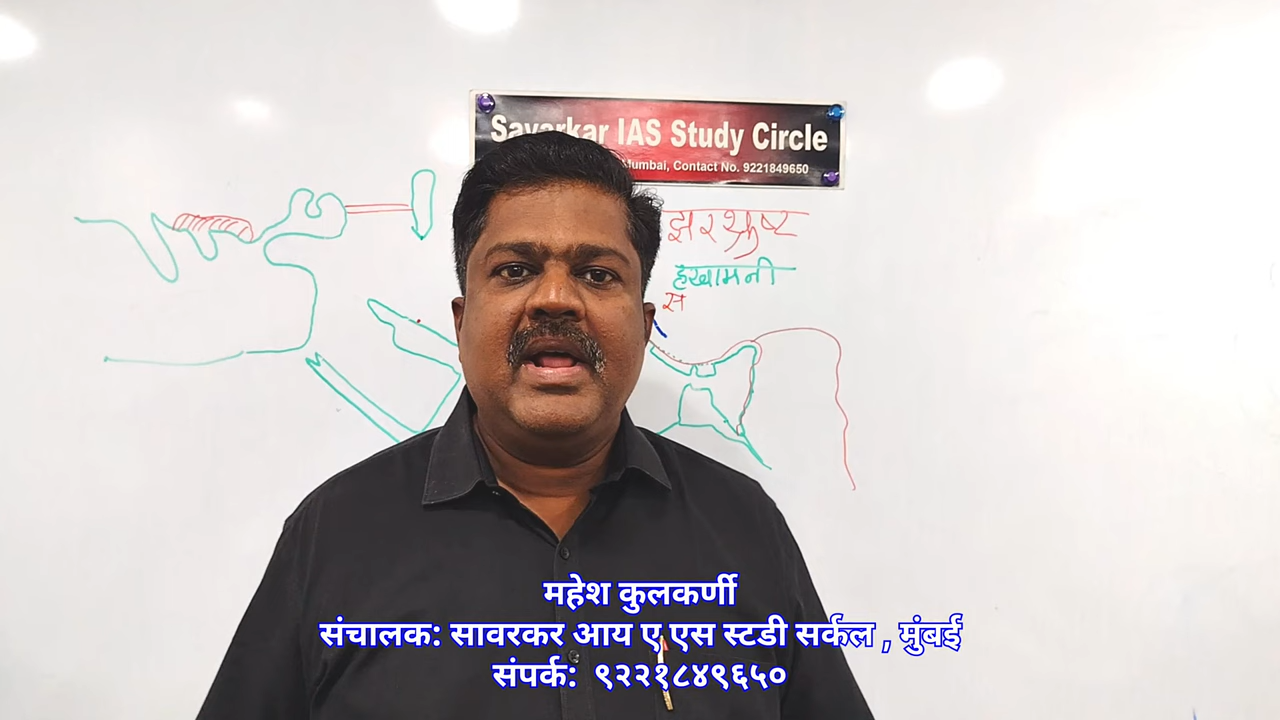 Savarkar IAS Study Circle
Mumbai, Contact No. 9221849650
झरथ्रुष्ट
हखामनी
स
महेश कुलकर्णी
संचालक: सावरकर आय ए एस स्टडी सर्कल , मुंबई
संपर्क: ९२२१८४९६५०